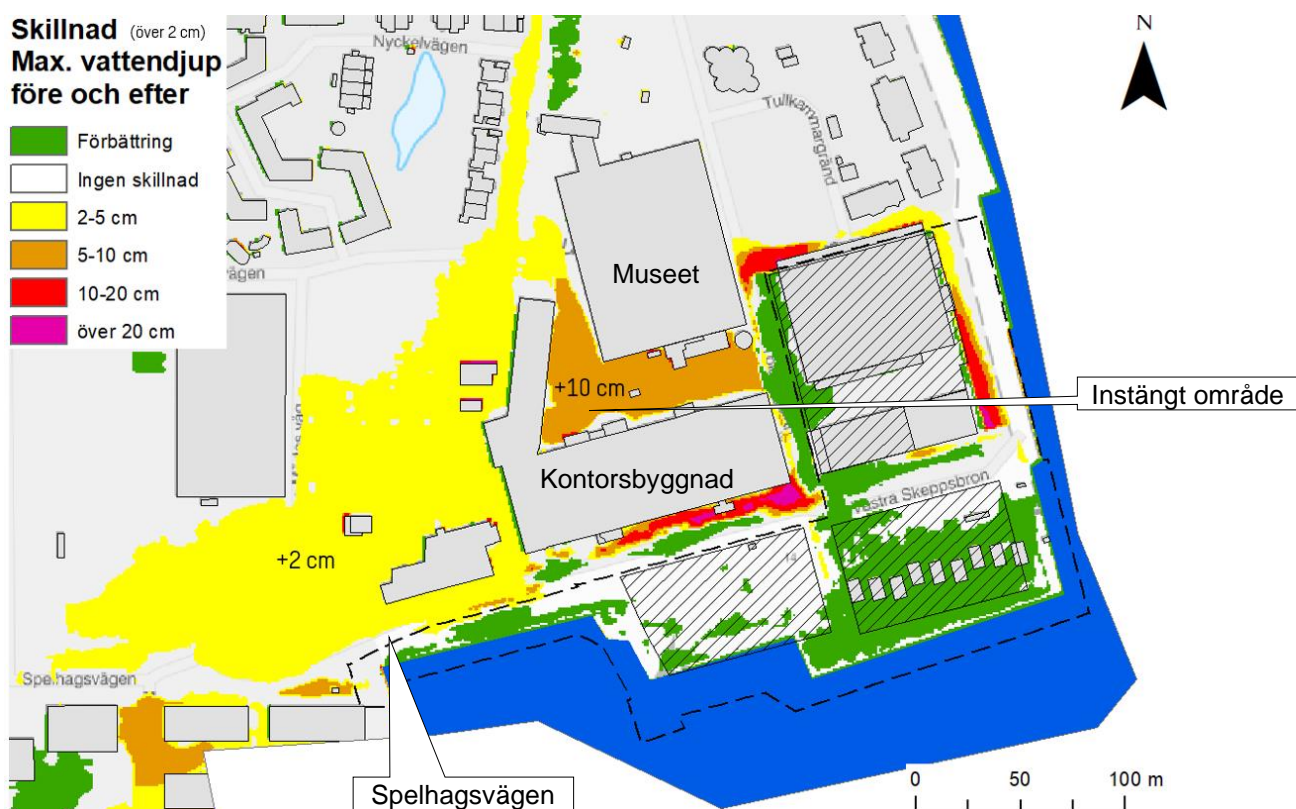 Skillnad (över 2 cm)
Max. vattendjup
före och efter
Förbättring
Ingen skillnad
2-5 cm
5-10 cm
10-20 cm
över 20 cm
Nyckelvägen
N
Tullkammargränd
vägen
Museet
+10 cm
Instängt område
Kontorsbyggnad
Västra Skeppsbron
14
+2 cm
Spelhagsvägen
Spelhagsvägen
0 50 100 m